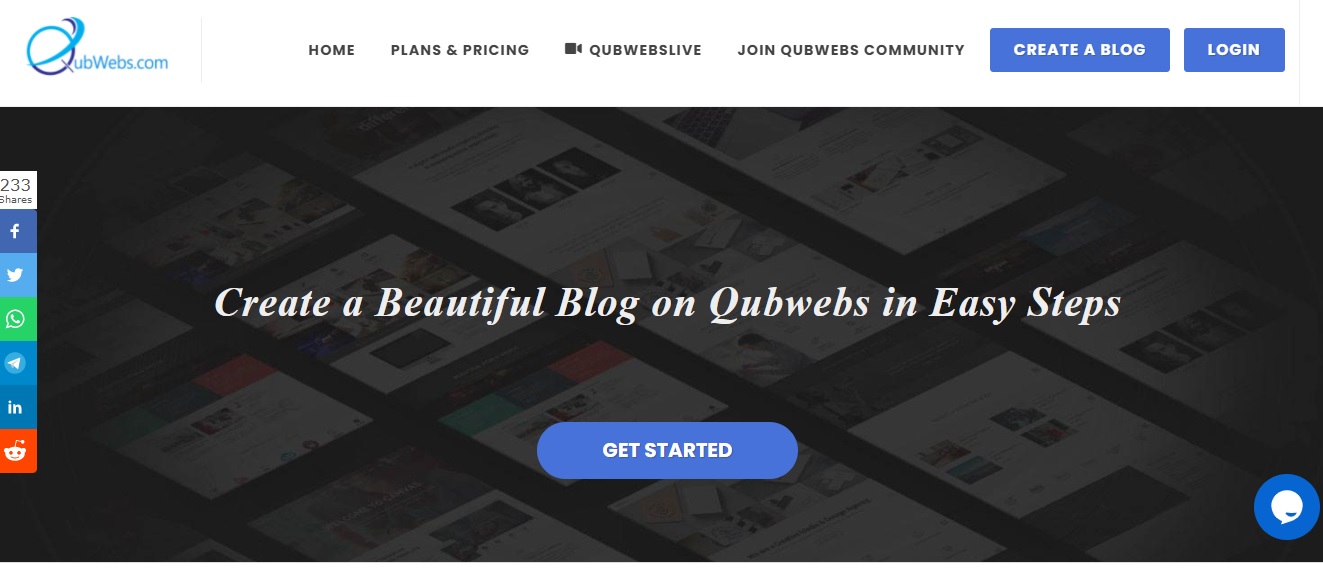 QubWebs.com
HOME
PLANS & PRICING
QUBWEBSLIVE
JOIN QUBWEBS COMMUNITY
CREATE A BLOG
LOGIN
233
Shares
Create a Beautiful Blog on Qubwebs in Easy Steps
GET STARTED